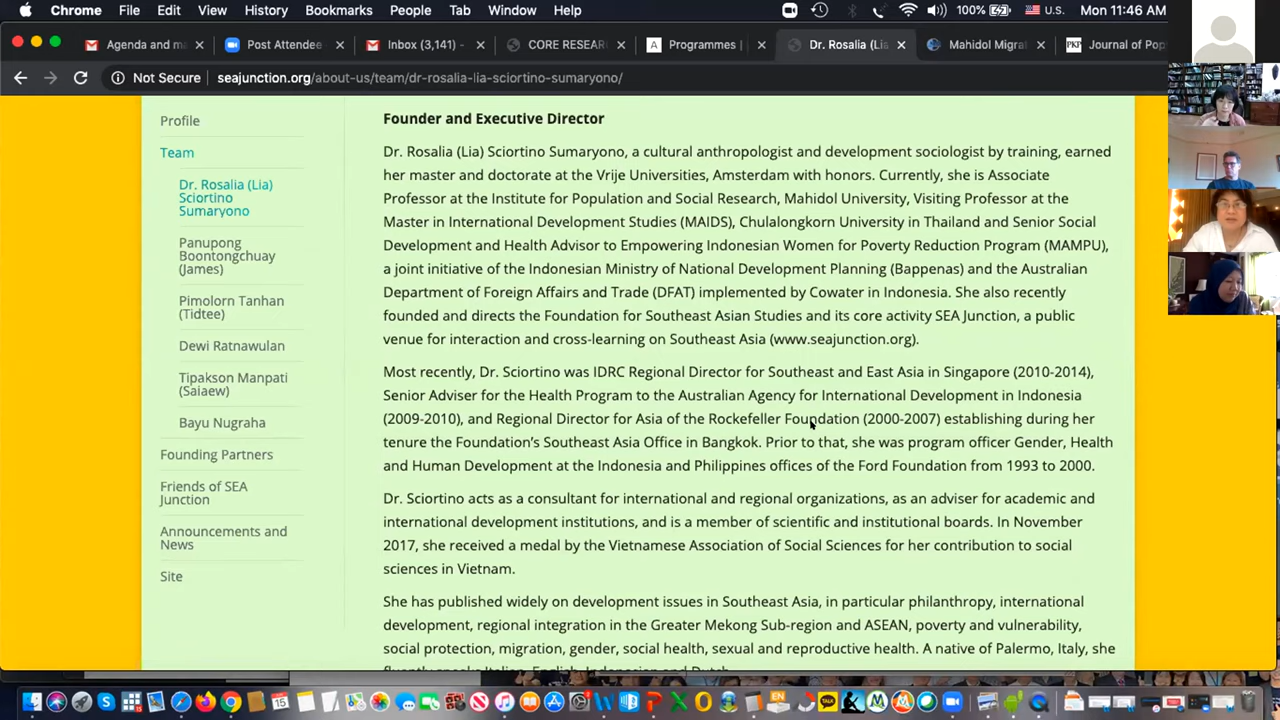 Chrome File Edit View History Bookmarks People Tab Window Help 100% U.S. Mon 11:46 AM
Agenda and m Post Attendee Inbox (3,141) - CORE RESEAR Programmes | Dr. Rosalia (Lia Mahidol Migra Journal of Pop
Not Secure seajunction.org/about-us/team/dr-rosalia-lia-sciortino-sumaryono/
Profile
Team
Dr. Rosalia (Lia)
Sciortino
Sumaryono
Panupong
Boontongchuay
(James)
Pimolorn Tanhan
(Tidtee)
Dewi Ratnawulan
Tipakson Manpati
(Saiaew)
Bayu Nugraha
Founding Partners
Friends of SEA
Junction
Announcements and
News
Site
Founder and Executive Director
Dr. Rosalia (Lia) Sciortino Sumaryono, a cultural anthropologist and development sociologist by training, earned
her master and doctorate at the Vrije Universities, Amsterdam with honors. Currently, she is Associate
Professor at the Institute for Population and Social Research, Mahidol University, Visiting Professor at the
Master in International Development Studies (MAIDS), Chulalongkorn University in Thailand and Senior Social
Development and Health Advisor to Empowering Indonesian Women for Poverty Reduction Program (MAMPU),
a joint initiative of the Indonesian Ministry of National Development Planning (Bappenas) and the Australian
Department of Foreign Affairs and Trade (DFAT) implemented by Cowater in Indonesia. She also recently
founded and directs the Foundation for Southeast Asian Studies and its core activity SEA Junction, a public
venue for interaction and cross-learning on Southeast Asia (www.seajunction.org).
Most recently, Dr. Sciortino was IDRC Regional Director for Southeast and East Asia in Singapore (2010-2014),
Senior Adviser for the Health Program to the Australian Agency for International Development in Indonesia
(2009-2010), and Regional Director for Asia of the Rockefeller Foundation (2000-2007) establishing during her
tenure the Foundation's Southeast Asia Office in Bangkok. Prior to that, she was program officer Gender, Health
and Human Development at the Indonesia and Philippines offices of the Ford Foundation from 1993 to 2000.
Dr. Sciortino acts as a consultant for international and regional organizations, as an adviser for academic and
international development institutions, and is a member of scientific and institutional boards. In November
2017, she received a medal by the Vietnamese Association of Social Sciences for her contribution to social
sciences in Vietnam.
She has published widely on development issues in Southeast Asia, in particular philanthropy, international
development, regional integration in the Greater Mekong Sub-region and ASEAN, poverty and vulnerability,
social protection, migration, gender, social health, sexual and reproductive health. A native of Palermo, Italy, she
fluently speaks Italian, English, Indonesian and Dutch.